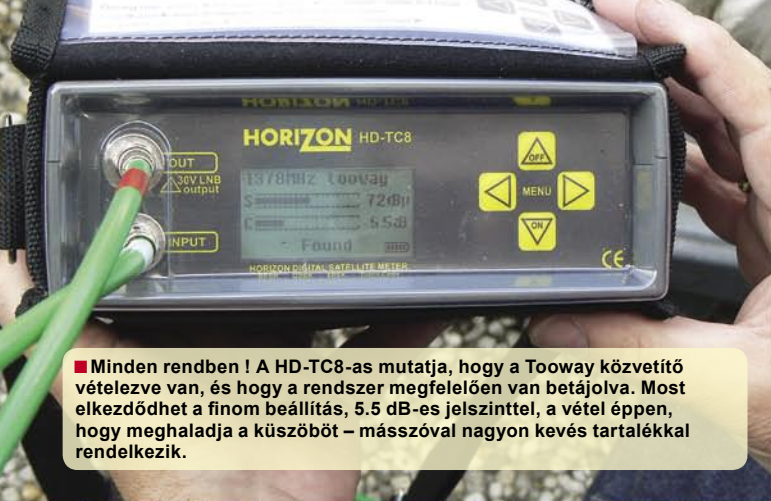 HORIZON HD-TC8
OUT
30V LNB
output
INPUT
1378MHz tooway
S 72dBµ
C 5.5dB
- Found
OFF
MENU
ON
HORIZON DIGITAL SATELLITE METER
CE
Minden rendben ! A HD-TC8-as mutatja, hogy a Tooway közvetítő
vételezve van, és hogy a rendszer megfelelően van betájolva. Most
elkezdődhet a finom beállítás, 5.5 dB-es jelszinttel, a vétel éppen,
hogy meghaladja a küszöböt – másszóval nagyon kevés tartalékkal
rendelkezik.